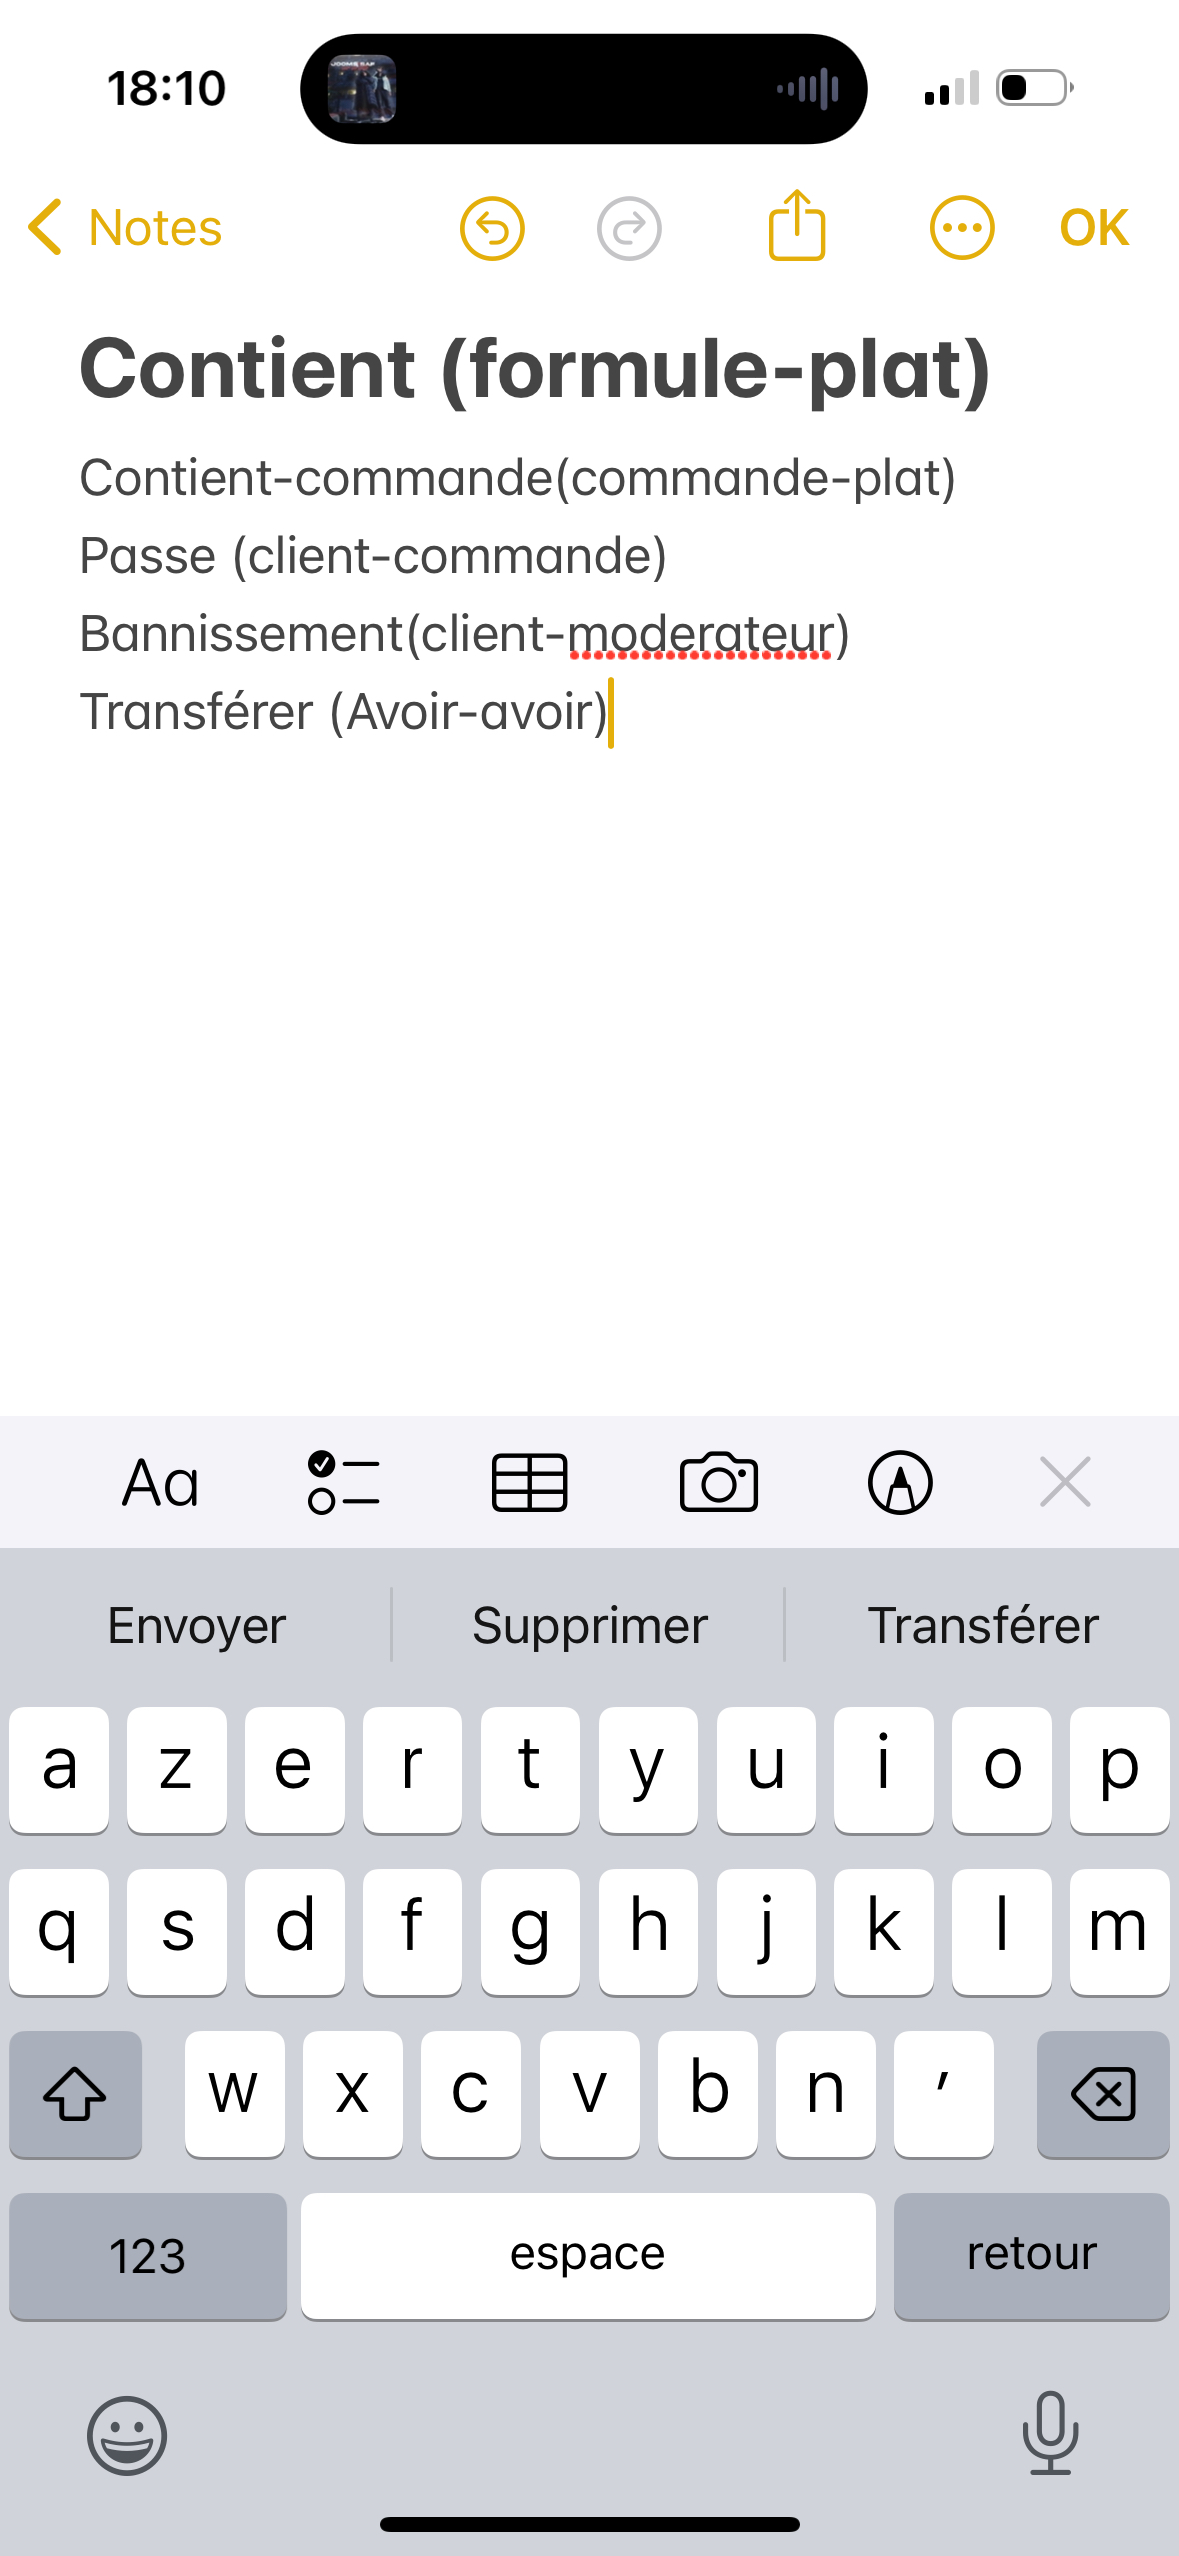 18:10
Notes
OK
Contient (formule-plat)
Contient-commande(commande-plat)
Passe (client-commande)
Bannissement(client-moderateur)
Transférer (Avoir-avoir)
Aa
Envoyer Supprimer Transférer
a z e r t y u i o p
q s d f g h j k l m
w x c v b n ′
123 espace retour